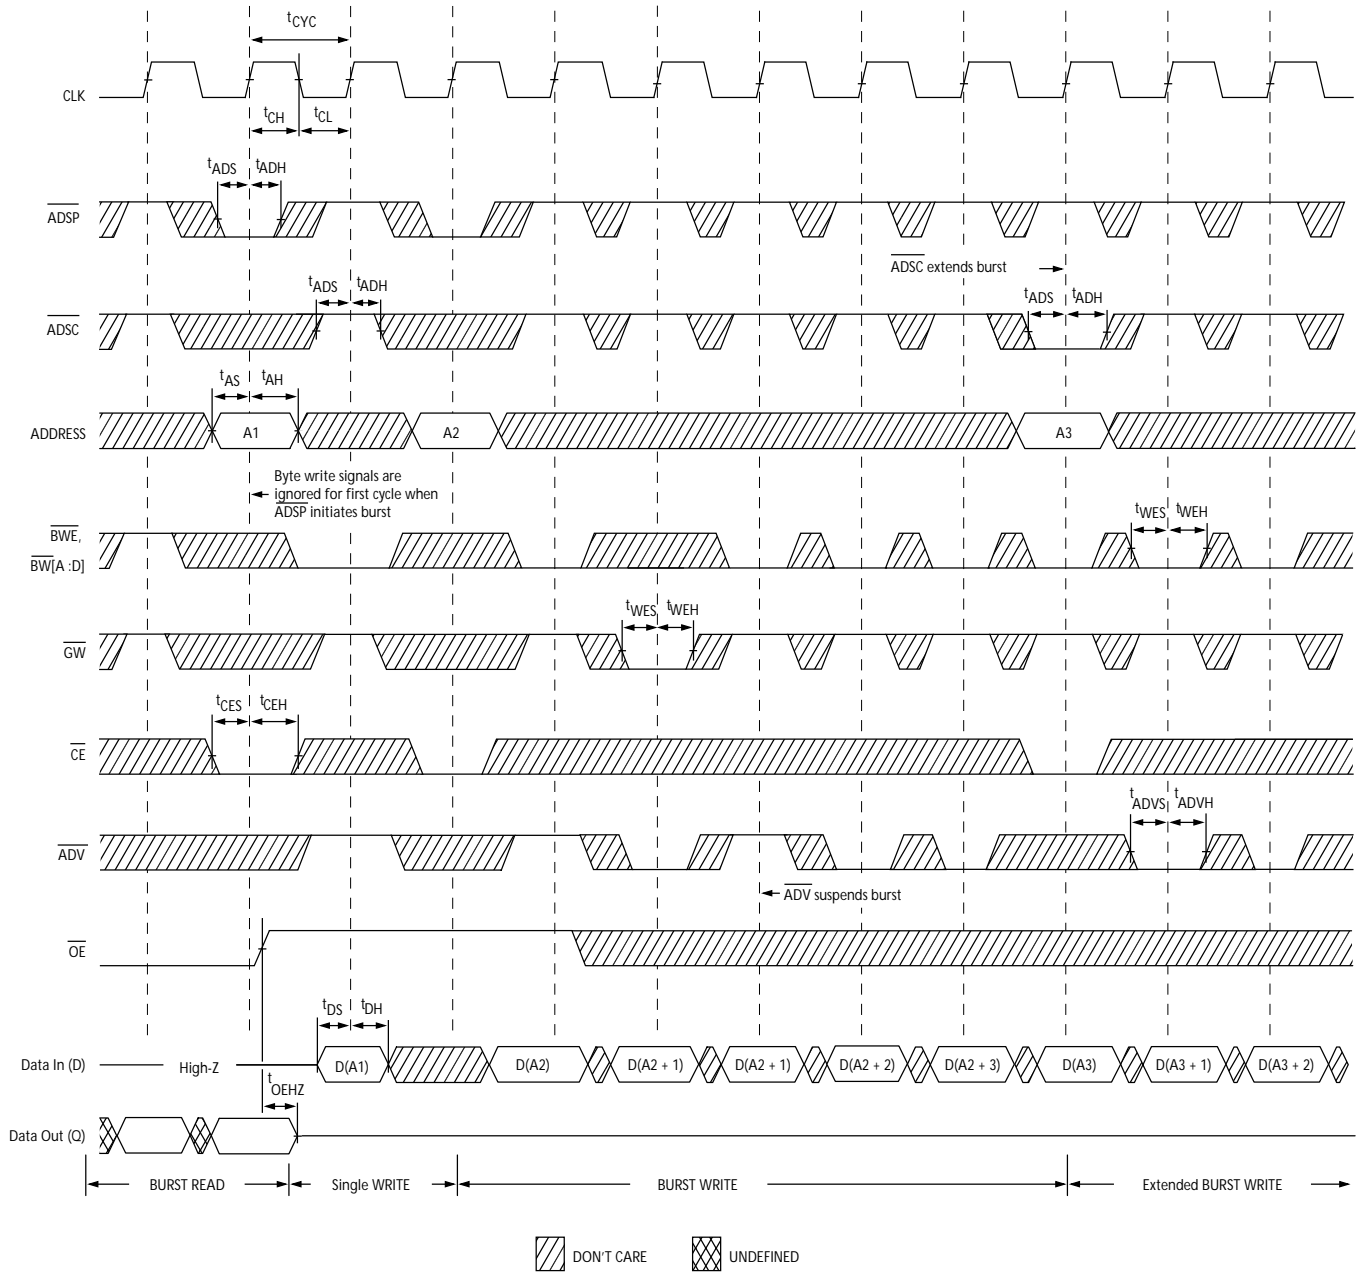 tCYC
CLK
tCH
tCL
tADS
tADH
ADSP
ADSC extends burst
tADS
tADH
tADS
tADH
ADSC
tAS
tAH
ADDRESS
A1
A2
A3
Byte write signals are
ignored for first cycle when
ADSP initiates burst
BWE,
BW[A :D]
tWES
tWEH
tWES
tWEH
GW
tCES
tCEH
CE
tADVS
tADVH
ADV
ADV suspends burst
OE
tDS
tDH
Data In (D)
High-Z
D(A1)
D(A2)
D(A2 + 1)
D(A2 + 1)
D(A2 + 2)
D(A2 + 3)
D(A3)
D(A3 + 1)
D(A3 + 2)
tOEHZ
Data Out (Q)
BURST READ
Single WRITE
BURST WRITE
Extended BURST WRITE
DON'T CARE
UNDEFINED